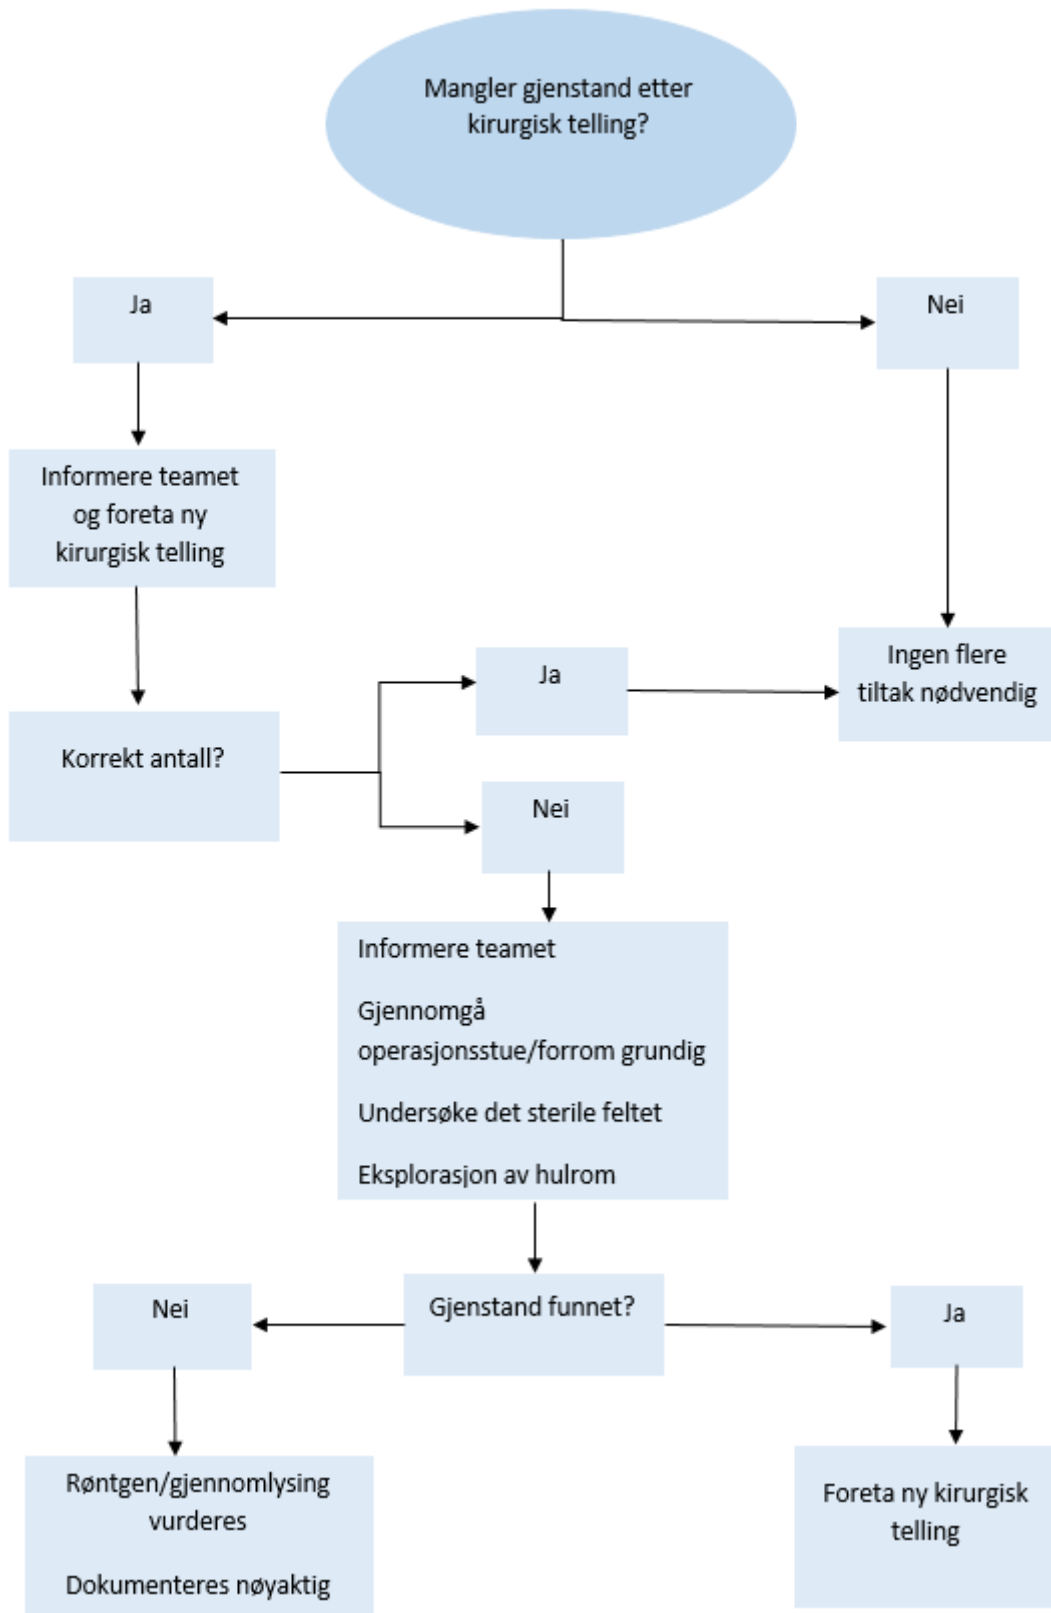 Mangler gjenstand etter
kirurgisk telling?
Ja
Nei
Informere teamet
og foreta ny
kirurgisk telling
Ingen flere
tiltak nødvendig
Ja
Korrekt antall?
Nei
Informere teamet
Gjennomgå
operasjonsstue/forrom grundig
Undersøke det sterile feltet
Eksplorasjon av hulrom
Nei
Gjenstand funnet?
Ja
Røntgen/gjennomlysing
vurderes
Dokumenteres nøyaktig
Foreta ny kirurgisk
telling